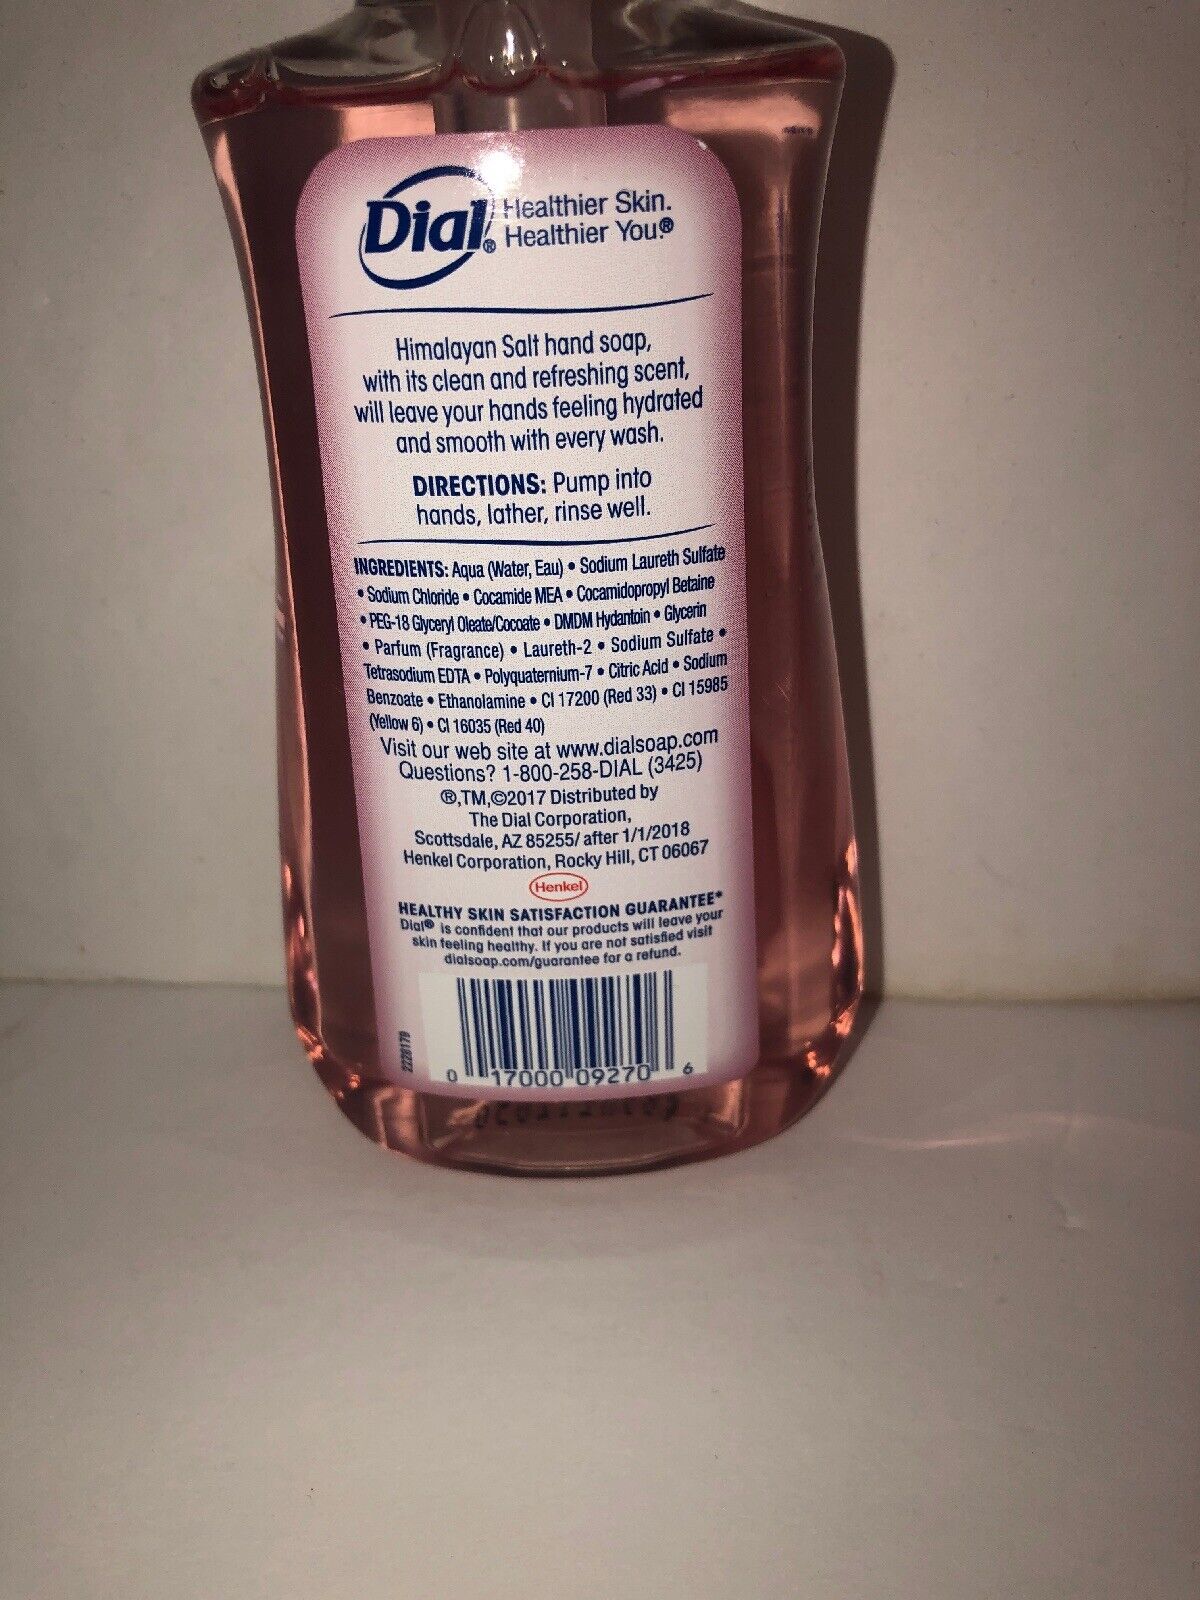 Dial® Healthier Skin.
Healthier You.®
Himalayan Salt hand soap,
with its clean and refreshing scent,
will leave your hands feeling hydrated
and smooth with every wash.
DIRECTIONS: Pump into
hands, lather, rinse well.
INGREDIENTS: Aqua (Water, Eau) • Sodium Laureth Sulfate
• Sodium Chloride • Cocamide MEA • Cocamidopropyl Betaine
• PEG-18 Glyceryl Oleate/Cocoate • DMDM Hydantoin • Glycerin
• Parfum (Fragrance) • Laureth-2 • Sodium Sulfate •
Tetrasodium EDTA • Polyquaternium-7 • Citric Acid • Sodium
Benzoate • Ethanolamine • CI 17200 (Red 33) • CI 15985
(Yellow 6) • CI 16035 (Red 40)
Visit our web site at www.dialsoap.com
Questions? 1-800-258-DIAL (3425)
®,TM,©2017 Distributed by
The Dial Corporation,
Scottsdale, AZ 85255/ after 1/1/2018
Henkel Corporation, Rocky Hill, CT 06067
Henkel
HEALTHY SKIN SATISFACTION GUARANTEE*
Dial® is confident that our products will leave your
skin feeling healthy. If you are not satisfied visit
dialsoap.com/guarantee for a refund.
2228179
0 17000 09270 6